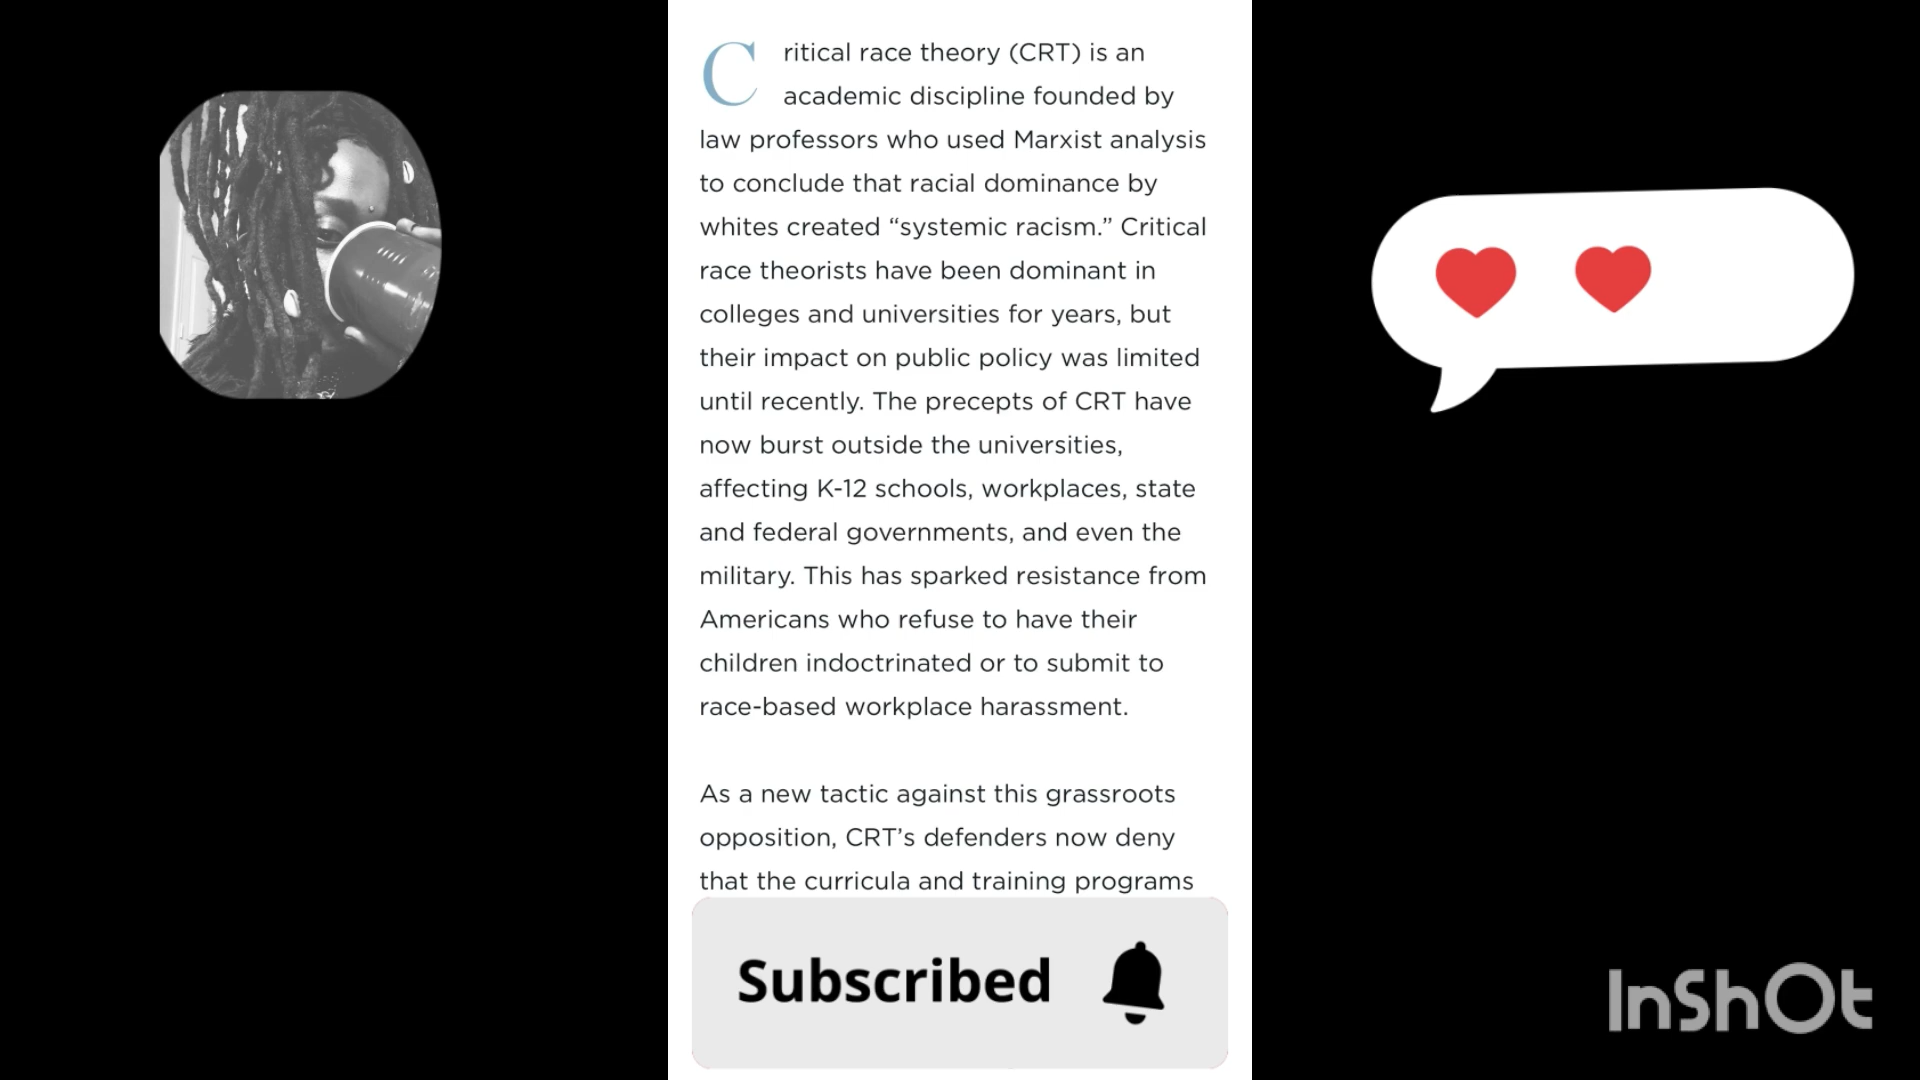 Critical race theory (CRT) is an
academic discipline founded by
law professors who used Marxist analysis
to conclude that racial dominance by
whites created “systemic racism.” Critical
race theorists have been dominant in
colleges and universities for years, but
their impact on public policy was limited
until recently. The precepts of CRT have
now burst outside the universities,
affecting K-12 schools, workplaces, state
and federal governments, and even the
military. This has sparked resistance from
Americans who refuse to have their
children indoctrinated or to submit to
race-based workplace harassment.
As a new tactic against this grassroots
opposition, CRT’s defenders now deny
that the curricula and training programs
Subscribed
InShOt